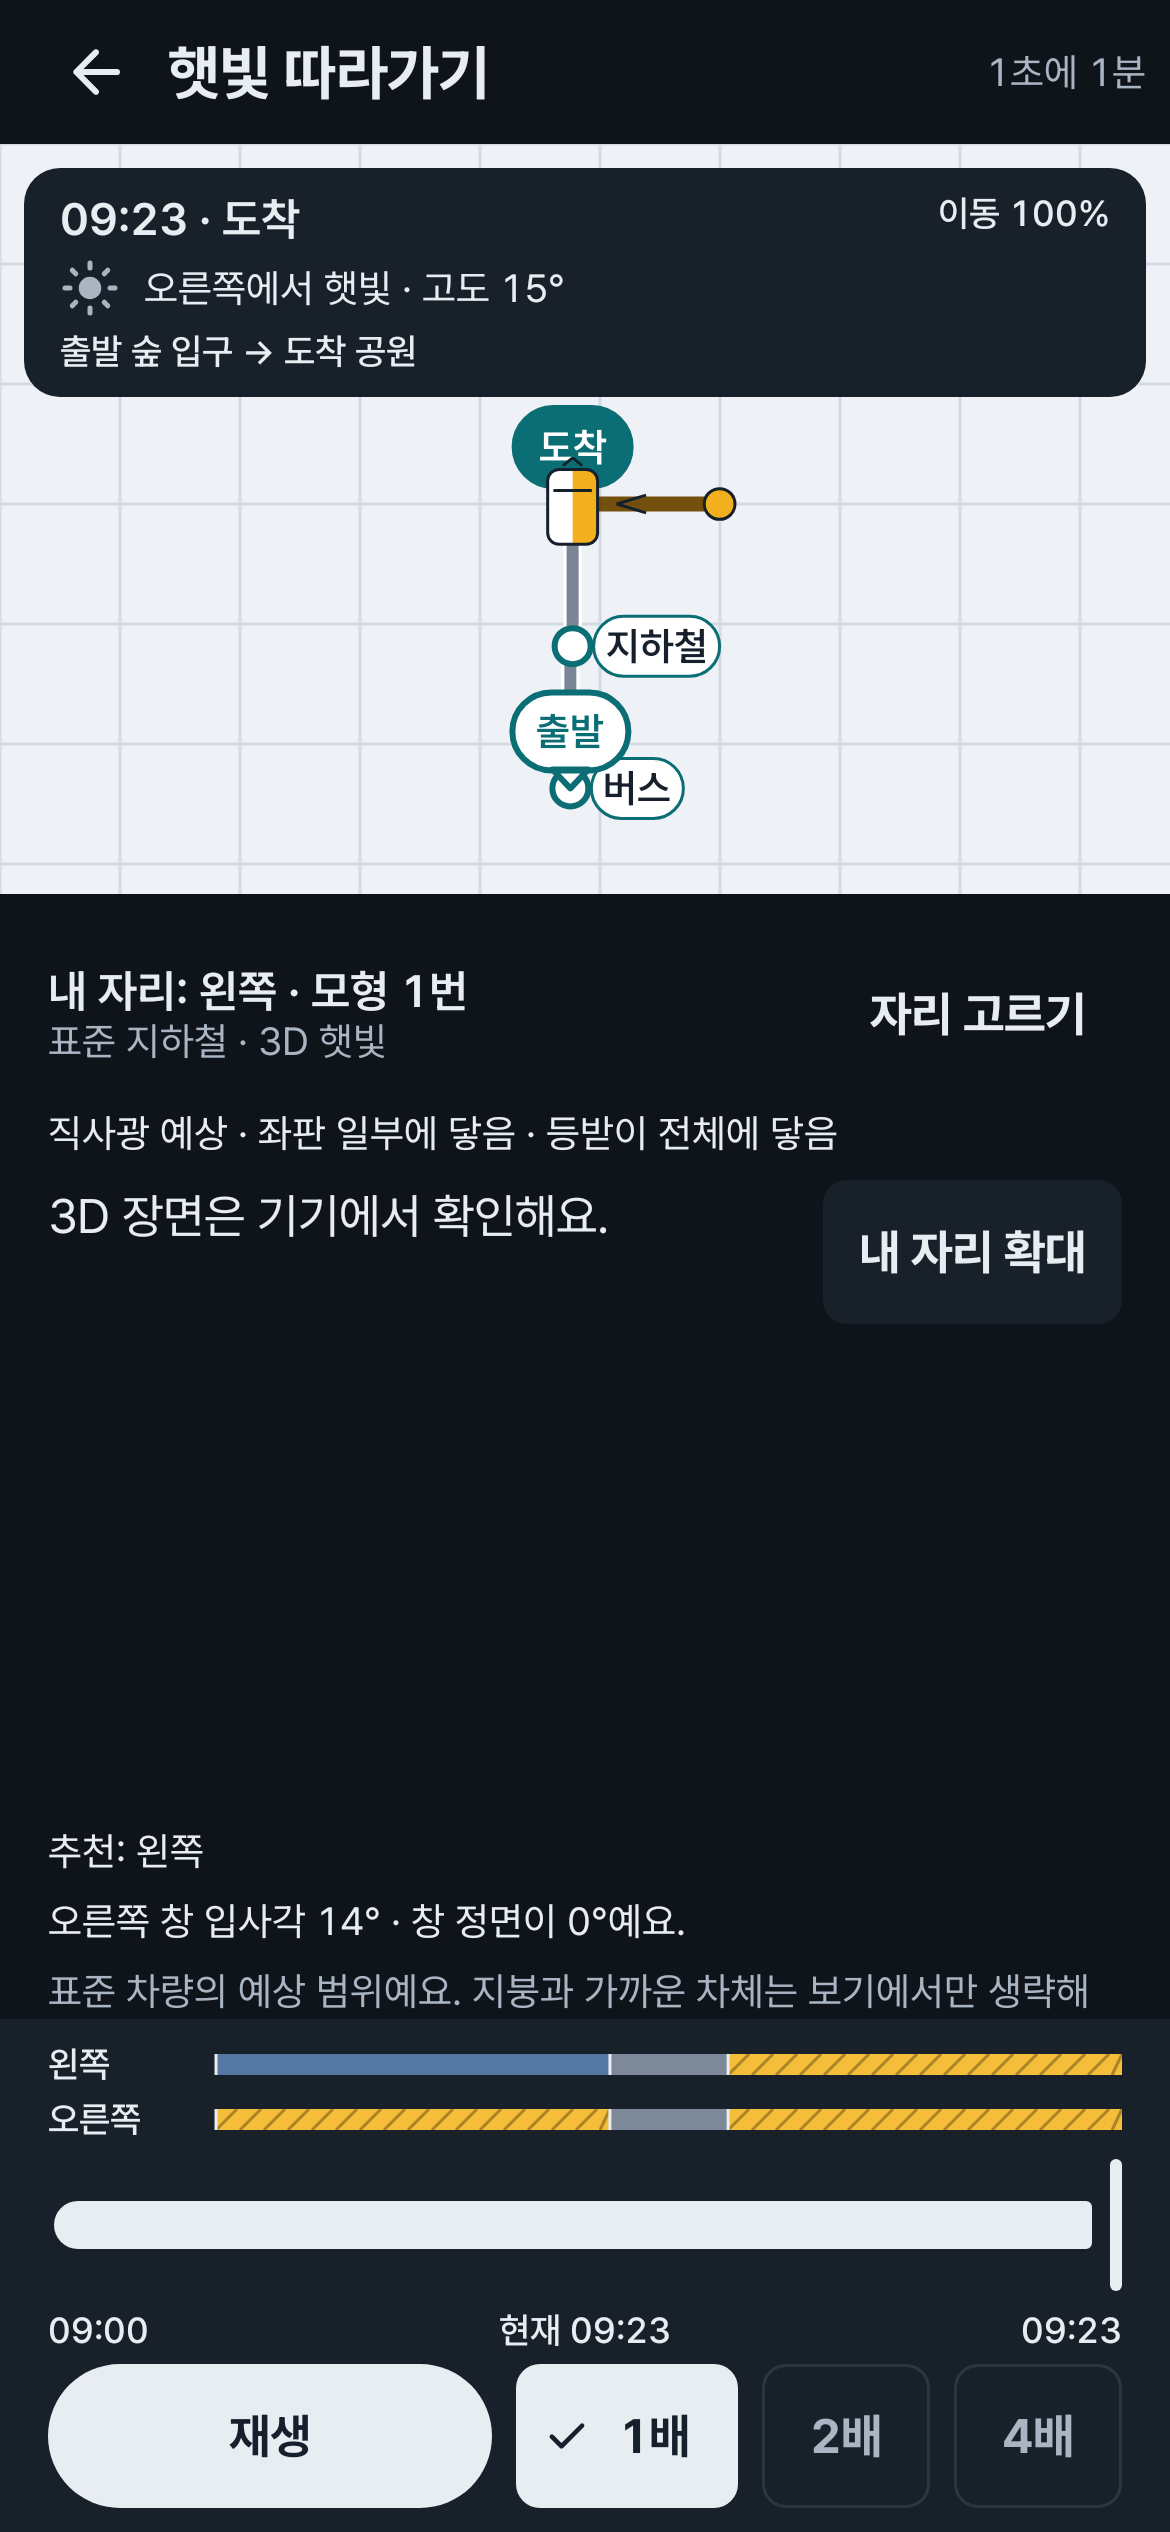 햇빛 따라가기
1초에 1분
09:23 · 도착
이동 100%
오른쪽에서 햇빛 · 고도 15°
출발 숲 입구 → 도착 공원
도착
지하철
출발
버스
내 자리: 왼쪽 · 모형 1번
표준 지하철 · 3D 햇빛
자리 고르기
직사광 예상 · 좌판 일부에 닿음 · 등받이 전체에 닿음
3D 장면은 기기에서 확인해요.
내 자리 확대
추천: 왼쪽
오른쪽 창 입사각 14° · 창 정면이 0°예요.
표준 차량의 예상 범위예요. 지붕과 가까운 차체는 보기에서만 생략해
왼쪽
오른쪽
09:00
현재 09:23
09:23
재생
1배
2배
4배